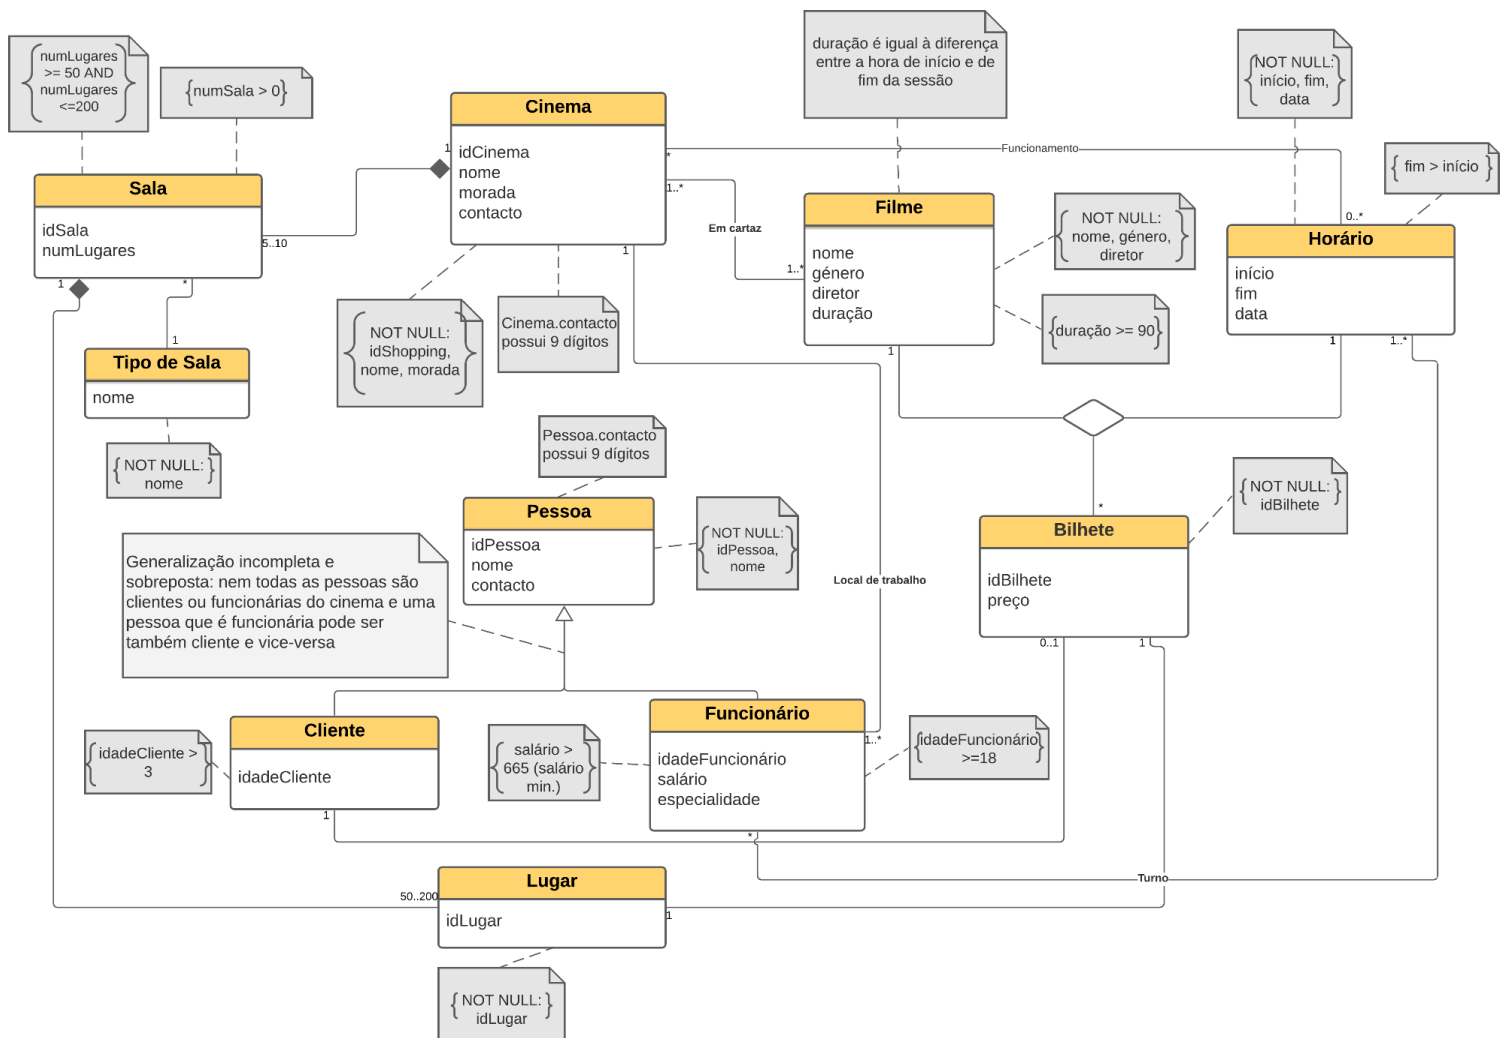 numLugares
>= 50 AND
numLugares
<=200
numSala > 0
Sala
idSala
numLugares
5..10
1
*
1
Tipo de Sala
nome
NOT NULL:
nome
Cinema
idCinema
nome
morada
contacto
1
*
1..*
1
NOT NULL:
idShopping,
nome, morada
Cinema.contacto
possui 9 dígitos
Em cartaz
1..*
duração é igual à diferença
entre a hora de início e de
fim da sessão
Filme
nome
género
diretor
duração
1
NOT NULL:
nome, género,
diretor
duração >= 90
Funcionamento
NOT NULL:
início, fim,
data
fim > início
0..*
Horário
início
fim
data
1
1..*
Pessoa.contacto
possui 9 dígitos
Pessoa
idPessoa
nome
contacto
NOT NULL:
idPessoa,
nome
Generalização incompleta e
sobreposta: nem todas as pessoas são
clientes ou funcionárias do cinema e uma
pessoa que é funcionária pode ser
também cliente e vice-versa
Local de trabalho
*
Bilhete
idBilhete
preço
0..1
1
NOT NULL:
idBilhete
idadeCliente >
3
Cliente
idadeCliente
1
salário >
665 (salário
min.)
Funcionário
idadeFuncionário
salário
especialidade
1..*
*
idadeFuncionário
>=18
Turno
50..200
Lugar
idLugar
1
NOT NULL:
idLugar